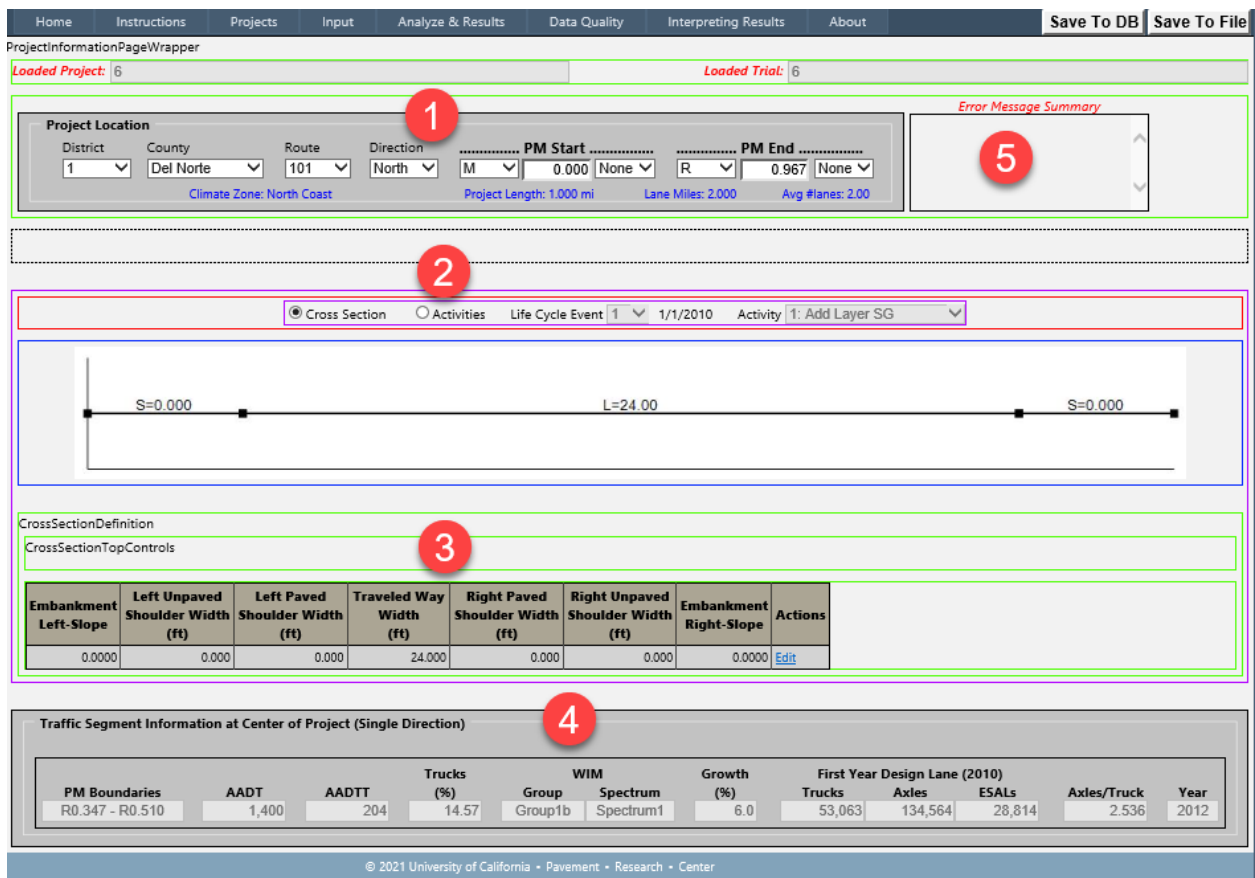 Home Instructions Projects Input Analyze & Results Data Quality Interpreting Results About Save To DB Save To File
ProjectInformationPageWrapper
Loaded Project: 6 Loaded Trial: 6
1
Error Message Summary
Project Location
District County Route Direction .............. PM Start ............... ............... PM End ...............
1 Del Norte 101 North M 0.000 None R 0.967 None
5
Climate Zone: North Coast Project Length: 1.000 mi Lane Miles: 2.000 Avg #lanes: 2.00
2
Cross Section Activities Life Cycle Event 1 1/1/2010 Activity 1: Add Layer SG
S=0.000 L=24.00 S=0.000
CrossSectionDefinition
CrossSectionTopControls
3
Embankment Left-Slope
Left Unpaved Shoulder Width (ft)
Left Paved Shoulder Width (ft)
Traveled Way Width (ft)
Right Paved Shoulder Width (ft)
Right Unpaved Shoulder Width (ft)
Embankment Right-Slope
Actions
0.0000 0.000 0.000 24.000 0.000 0.000 0.0000 Edit
4
Traffic Segment Information at Center of Project (Single Direction)
Trucks WIM Growth First Year Design Lane (2010)
PM Boundaries AADT AADTT (%) Group Spectrum (%) Trucks Axles ESALs Axles/Truck Year
R0.347 - R0.510 1,400 204 14.57 Group1b Spectrum1 6.0 53,063 134,564 28,814 2.536 2012
© 2021 University of California • Pavement • Research • Center